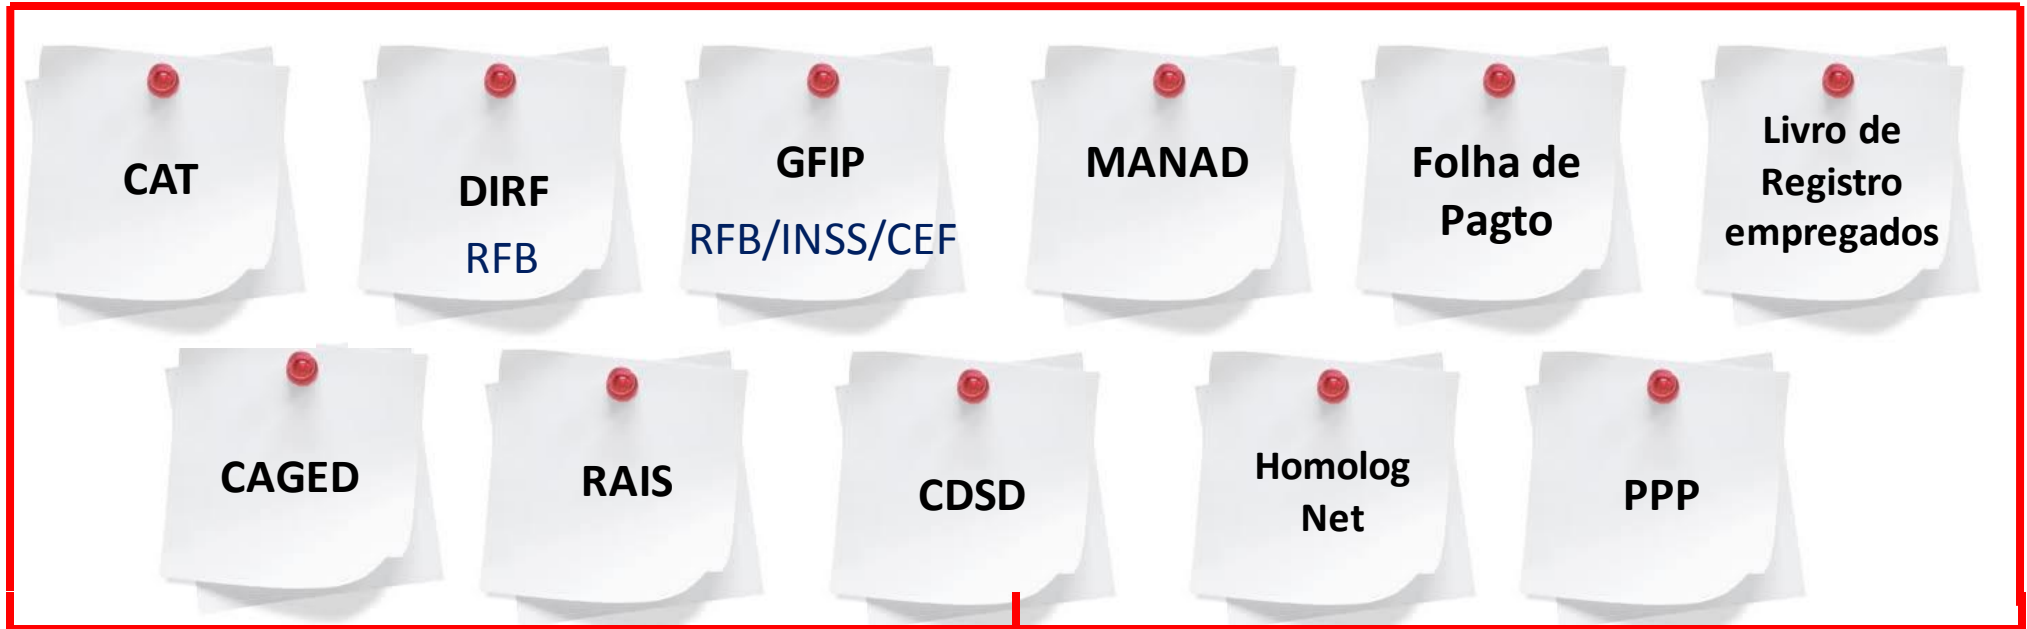 CAT
DIRF
RFB
GFIP
RFB/INSS/CEF
MANAD
Folha de
Pagto
Livro de
Registro
empregados
CAGED
RAIS
CDSD
Homolog
Net
PPP